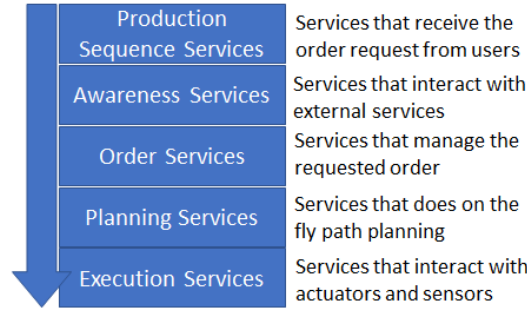 Production
Sequence Services
Services that receive the
order request from users
Awareness Services
Services that interact with
external services
Order Services
Services that manage the
requested order
Planning Services
Services that does on the
fly path planning
Execution Services
Services that interact with
actuators and sensors